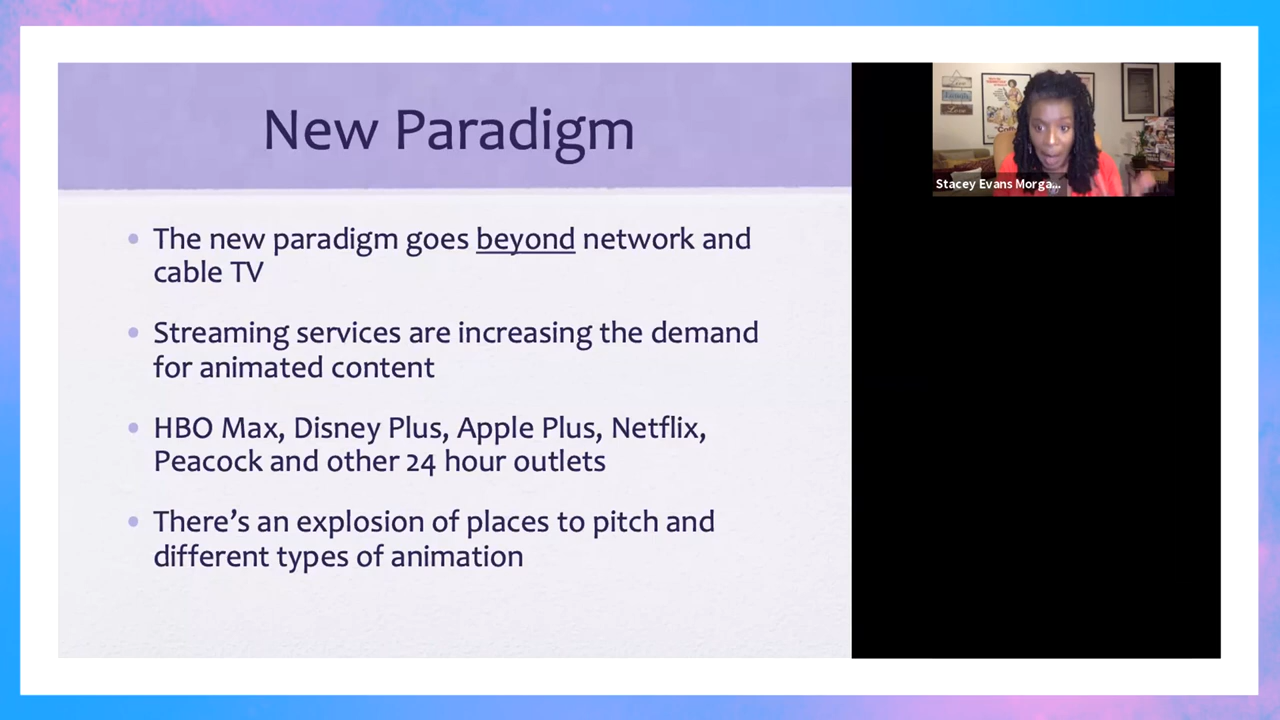 New Paradigm
The new paradigm goes beyond network and
cable TV
Streaming services are increasing the demand
for animated content
HBO Max, Disney Plus, Apple Plus, Netflix,
Peacock and other 24 hour outlets
There's an explosion of places to pitch and
different types of animation
Stacey Evans Morga...